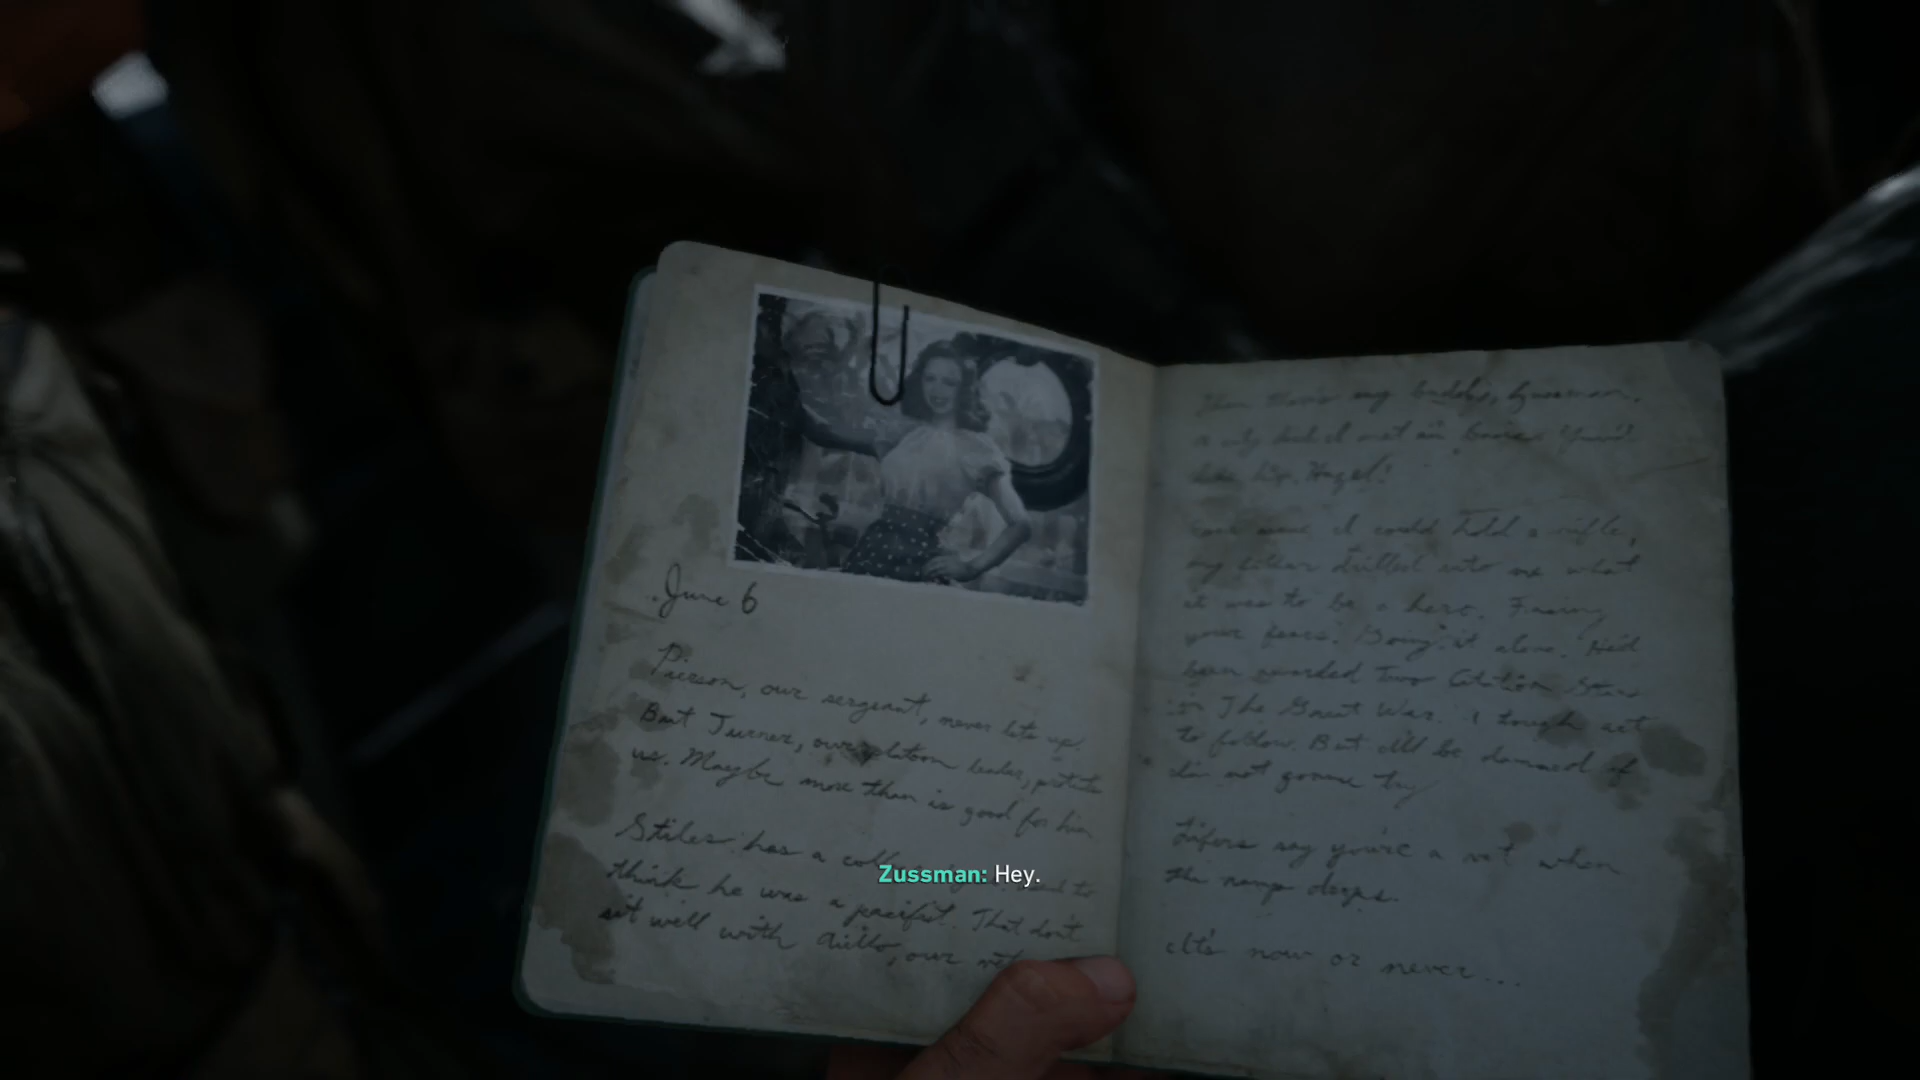 June 6
Pierson, our sergeant, never lets up.
But Turner, our platoon leader, protects
us. Maybe more than is good for him
Stiles has a coll
think he was a pacifist. That don't
sit well with Aiello, our
Zussman: Hey.
Then there's my buddy, Zussman,
a city kid I met in basic. You'd
like him, Hazel!
ever since I could hold a rifle,
my father drilled into me what
it was to be a hero. Facing
your fears. Doing it alone. He'd
been awarded Two Citation Stars
in The Great War. A tough act
to follow. But I'll be damned if
I'm not gonna try
Lifers say you're a vet when
the ramp drops.
It's now or never...